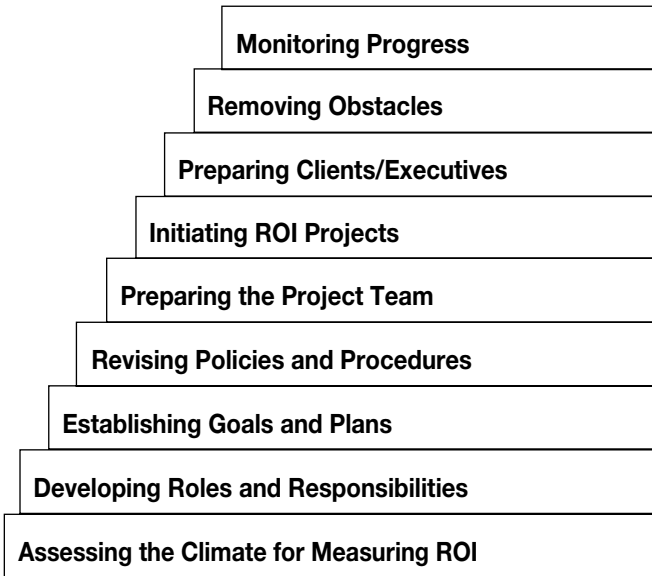 Monitoring Progress
Removing Obstacles
Preparing Clients/Executives
Initiating ROI Projects
Preparing the Project Team
Revising Policies and Procedures
Establishing Goals and Plans
Developing Roles and Responsibilities
Assessing the Climate for Measuring ROI